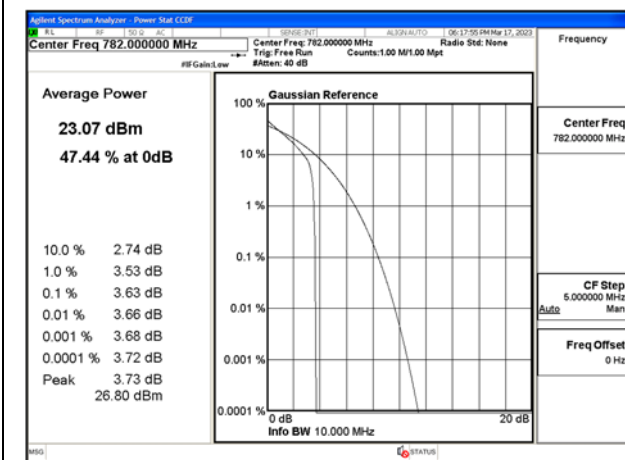 Agilent Spectrum Analyzer - Power Stat CCDF
RL RF 50 Ω AC SENSE:INT ALIGN AUTO 06:17:55 PM Mar 17, 2023
Center Freq 782.000000 MHz
Center Freq: 782.000000 MHz Radio Std: None
Trig: Free Run Counts:1.00 M/1.00 Mpt
#IFGain:Low #Atten: 40 dB
Frequency
Average Power
23.07 dBm
47.44 % at 0dB
10.0 % 2.74 dB
1.0 % 3.53 dB
0.1 % 3.63 dB
0.01 % 3.66 dB
0.001 % 3.68 dB
0.0001 % 3.72 dB
Peak 3.73 dB
26.80 dBm
Gaussian Reference
100 %
10 %
1 %
0.1 %
0.01 %
0.001 %
0.0001 %
0 dB 20 dB
Info BW 10.000 MHz
Center Freq
782.000000 MHz
CF Step
5.000000 MHz
Auto Man
Freq Offset
0 Hz
MSG STATUS